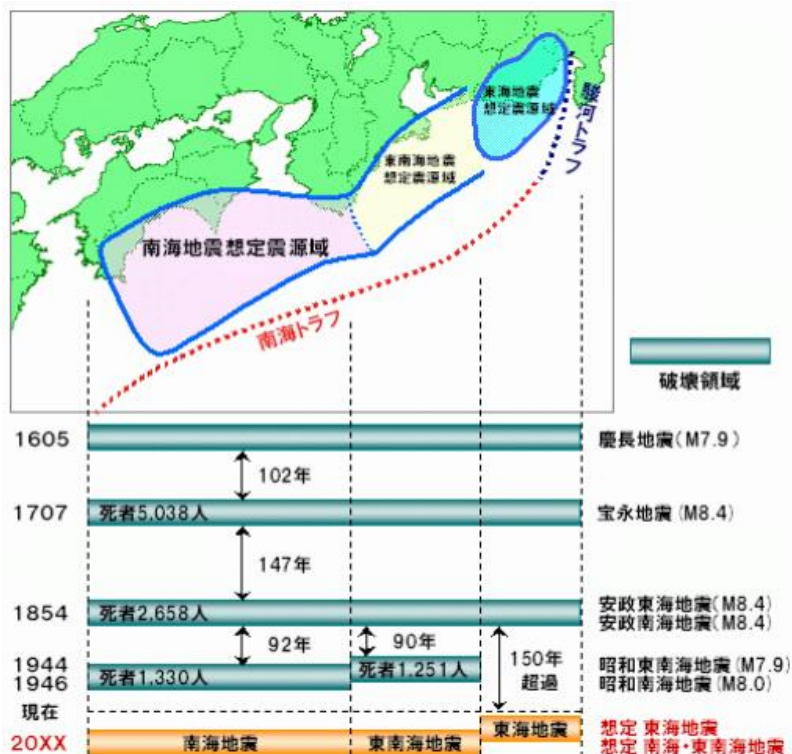 東海地震
想定震源域
駿河トラフ
東南海地震
想定震源域
南海地震想定震源域
南海トラフ
破壊領域
1605
慶長地震(M7.9)
102年
1707
死者5,038人
宝永地震(M8.4)
147年
1854
死者2,658人
安政東海地震(M8.4)
安政南海地震(M8.4)
92年
90年
150年
超過
1944
1946
死者1,330人
死者1,251人
昭和東南海地震(M7.9)
昭和南海地震(M8.0)
現在
20XX
南海地震
東南海地震
東海地震
想定 東海地震
想定 南海・東南海地震